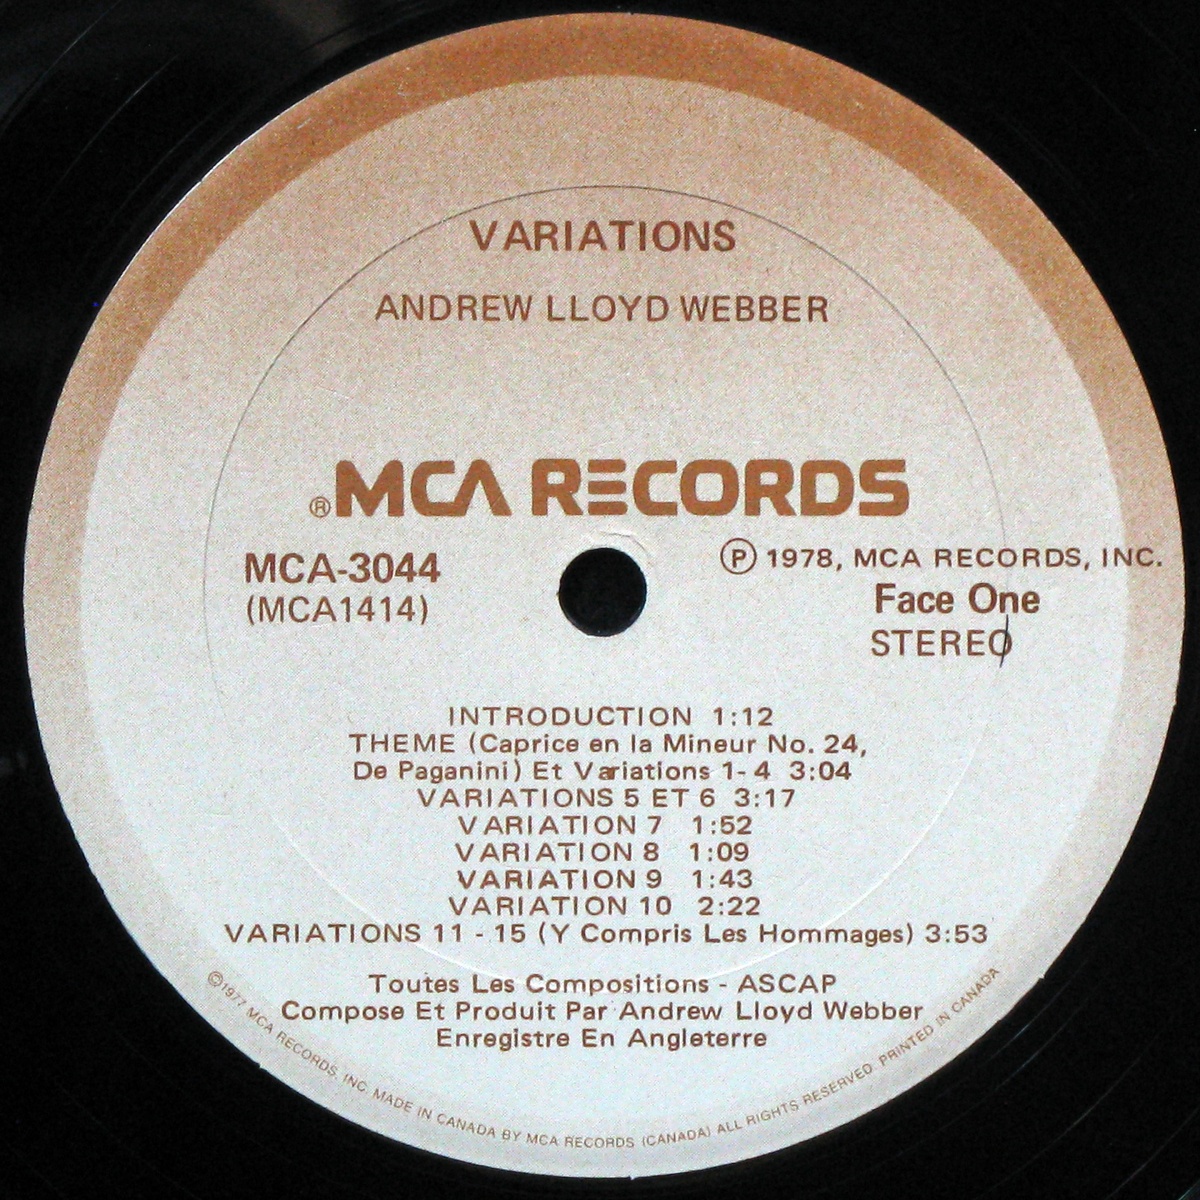 VARIATIONS
ANDREW LLOYD WEBBER
®MCA RECORDS
MCA-3044
(MCA1414)
Ⓟ 1978, MCA RECORDS, INC.
Face One
STEREO
INTRODUCTION 1:12
THEME (Caprice en la Mineur No. 24,
De Paganini) Et Variations 1-4 3:04
VARIATIONS 5 ET 6 3:17
VARIATION 7 1:52
VARIATION 8 1:09
VARIATION 9 1:43
VARIATION 10 2:22
VARIATIONS 11 - 15 (Y Compris Les Hommages) 3:53
Toutes Les Compositions - ASCAP
Compose Et Produit Par Andrew Lloyd Webber
Enregistre En Angleterre
©1977 MCA RECORDS, INC. MADE IN CANADA BY MCA RECORDS (CANADA) ALL RIGHTS RESERVED. PRINTED IN CANADA